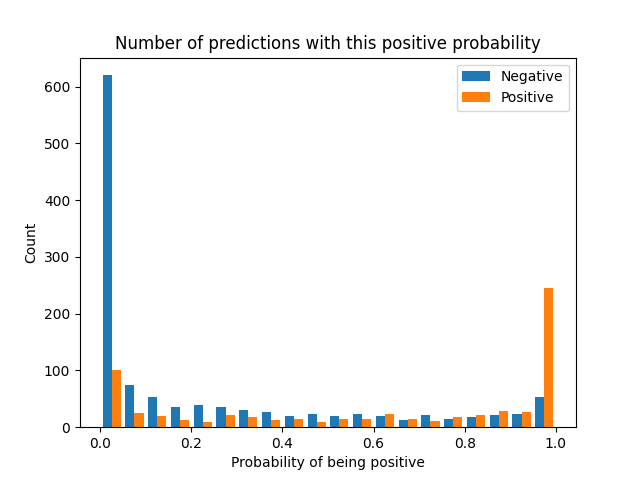 Number of predictions with this positive probability
Negative
Positive
600
500
400
300
200
100
0
Count
0.0 0.2 0.4 0.6 0.8 1.0
Probability of being positive